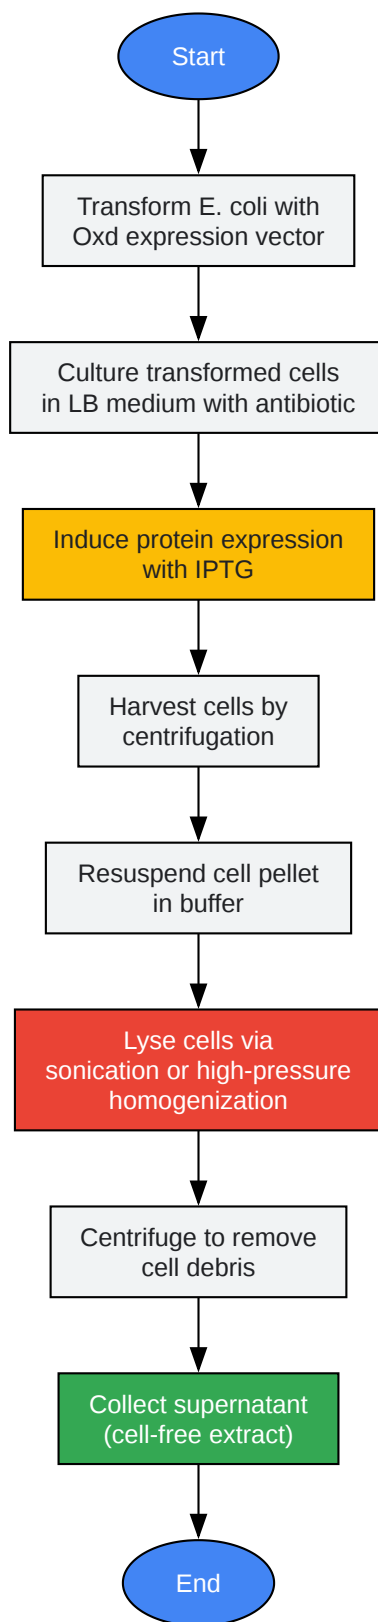 Start
Transform E. coli with
Oxd expression vector
Culture transformed cells
in LB medium with antibiotic
Induce protein expression
with IPTG
Harvest cells by
centrifugation
Resuspend cell pellet
in buffer
Lyse cells via
sonication or high-pressure
homogenization
Centrifuge to remove
cell debris
Collect supernatant
(cell-free extract)
End